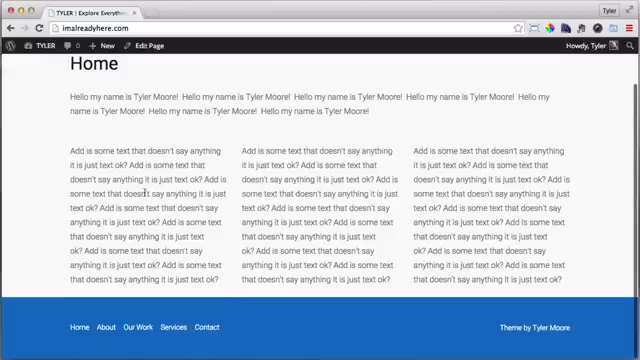 TYLER | Explore Everything
Tyler
imalreadyhere.com
TYLER 0 New Edit Page Howdy, Tyler
Home
Hello my name is Tyler Moore! Hello my name is Tyler Moore! Hello my name is Tyler Moore! Hello my name is Tyler Moore! Hello my name is Tyler Moore! Hello my name is Tyler Moore!
Add is some text that doesn't say anything
it is just text ok? Add is some text that
doesn't say anything it is just text ok? Add is
some text that doesn't say anything it is just
text ok? Add is some text that doesn't say
anything it is just text ok? Add is some text
that doesn't say anything it is just text
ok? Add is some text that doesn't say
anything it is just text ok? Add is some text
that doesn't say anything it is just text ok?
Add is some text that doesn't say anything
it is just text ok? Add is some text that
doesn't say anything it is just text ok? Add is
some text that doesn't say anything it is just
text ok? Add is some text that doesn't say
anything it is just text ok? Add is some text
that doesn't say anything it is just text
ok? Add is some text that doesn't say
anything it is just text ok? Add is some text
that doesn't say anything it is just text ok?
Add is some text that doesn't say anything
it is just text ok? Add is some text that
doesn't say anything it is just text ok? Add is
some text that doesn't say anything it is just
text ok? Add is some text that doesn't say
anything it is just text ok? Add is some text
that doesn't say anything it is just text
ok? Add is some text that doesn't say
anything it is just text ok? Add is some text
that doesn't say anything it is just text ok?
Home About Our Work Services Contact Theme by Tyler Moore